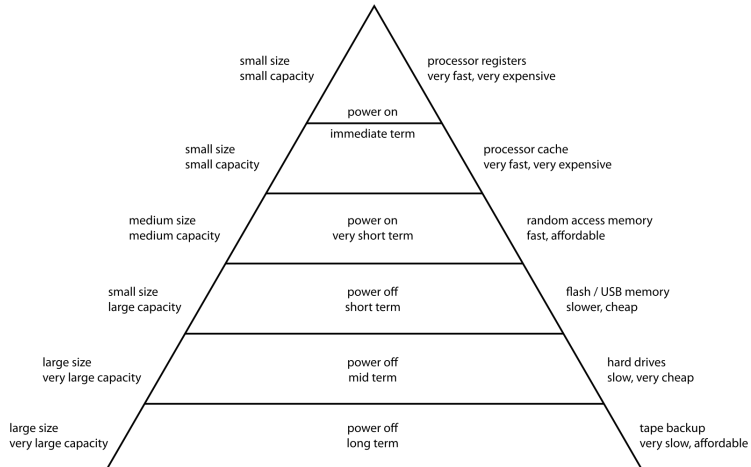 small size
small capacity
processor registers
very fast, very expensive
power on
immediate term
small size
small capacity
processor cache
very fast, very expensive
medium size
medium capacity
power on
very short term
random access memory
fast, affordable
small size
large capacity
power off
short term
flash / USB memory
slower, cheap
large size
very large capacity
power off
mid term
hard drives
slow, very cheap
large size
very large capacity
power off
long term
tape backup
very slow, affordable